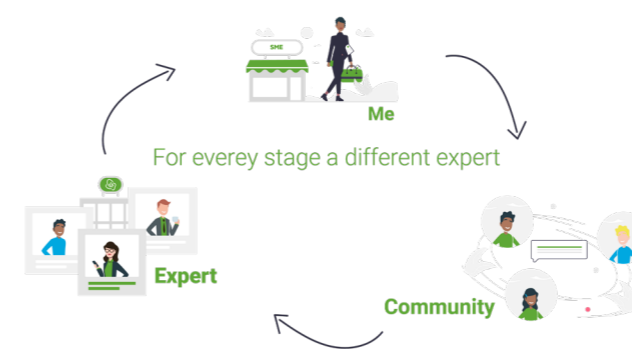 SME
Me
For everey stage a different expert
Expert
Community